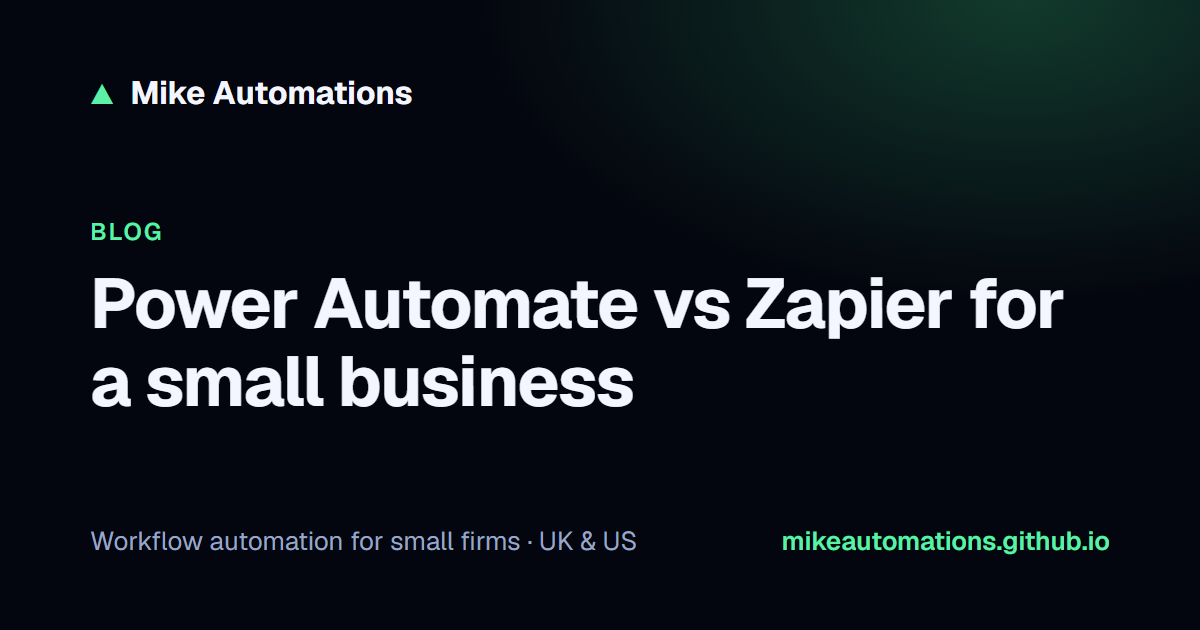 Mike Automations
BLOG
Power Automate vs Zapier for
a small business
Workflow automation for small firms · UK & US
mikeautomations.github.io